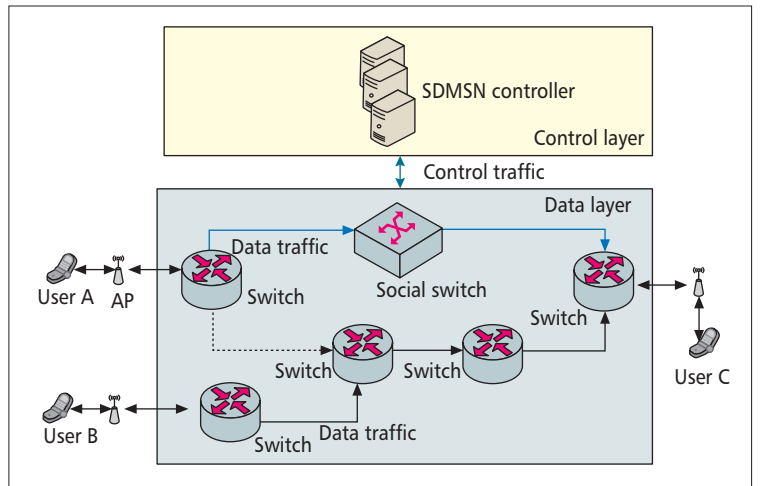 SDMSN controller
Control layer
Control traffic
Data layer
Data traffic
User A
AP
Switch
Social switch
Switch
Switch
Switch
User C
User B
Switch
Data traffic